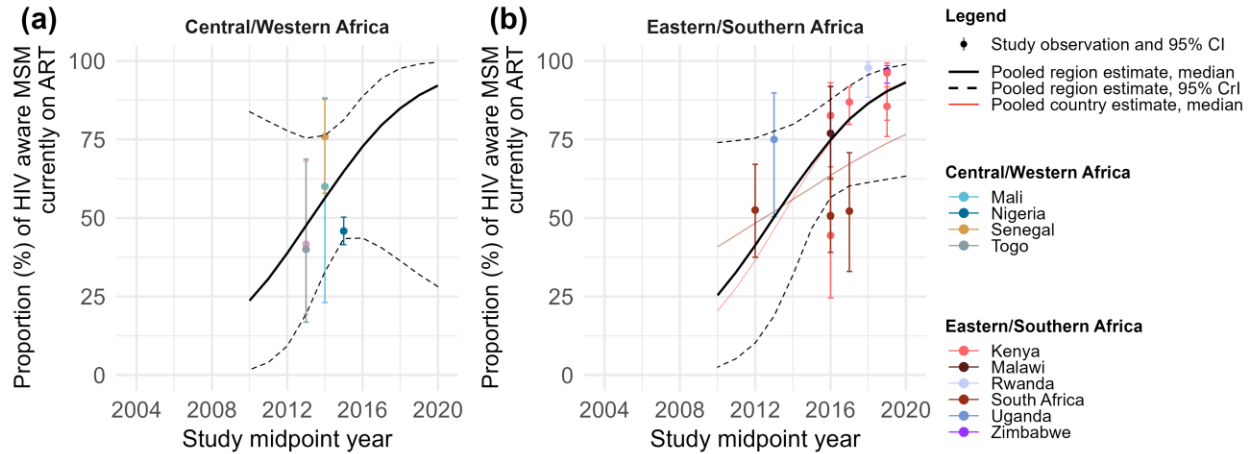 (a)
Central/Western Africa
Proportion (%) of HIV aware MSM
currently on ART
100
75
50
25
0
2004 2008 2012 2016 2020
Study midpoint year
(b)
Eastern/Southern Africa
Proportion (%) of HIV aware MSM
currently on ART
100
75
50
25
0
2004 2008 2012 2016 2020
Study midpoint year
Legend
Study observation and 95% CI
Pooled region estimate, median
Pooled region estimate, 95% CrI
Pooled country estimate, median
Central/Western Africa
Mali
Nigeria
Senegal
Togo
Eastern/Southern Africa
Kenya
Malawi
Rwanda
South Africa
Uganda
Zimbabwe